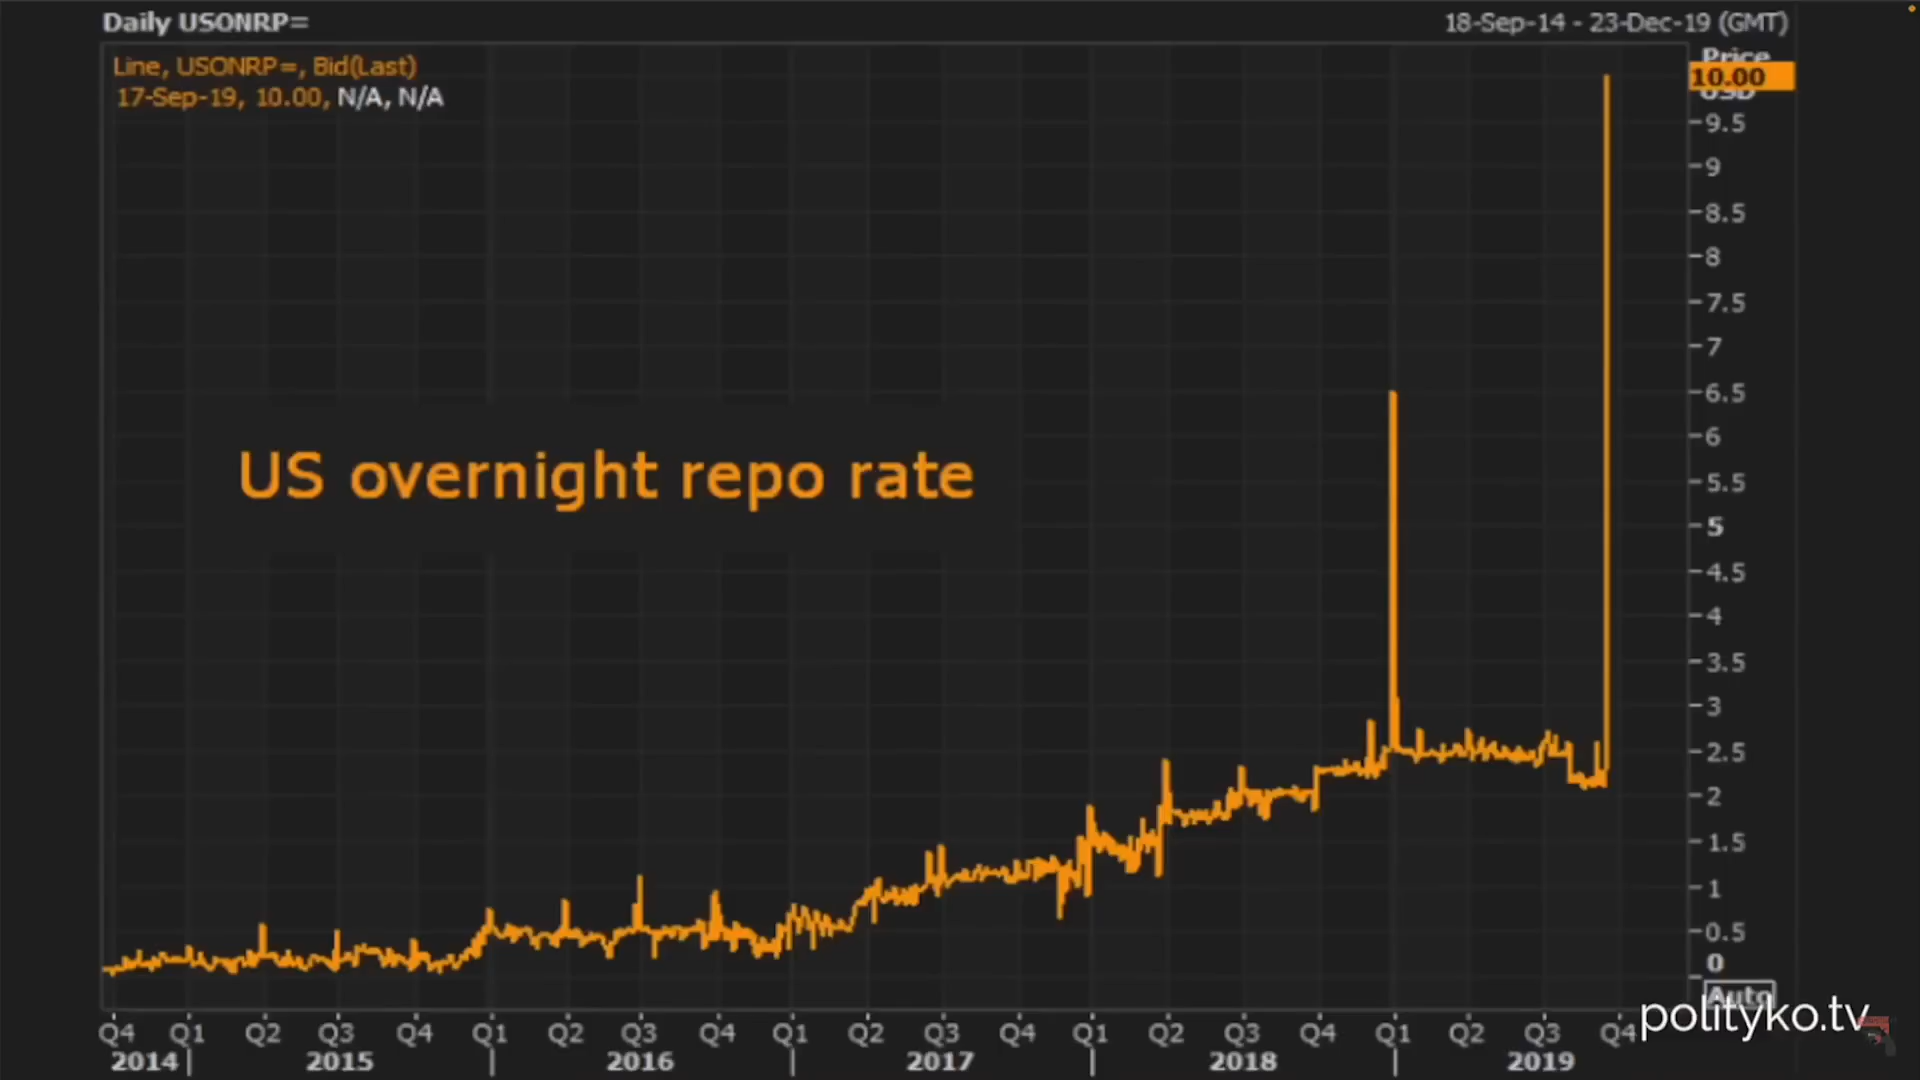 Daily USONRP=
18-Sep-14 - 23-Dec-19 (GMT)
Line, USONRP=, Bid(Last)
17-Sep-19, 10.00, N/A, N/A
Price
10.00
USD
9.5
9
8.5
8
7.5
7
6.5
6
US overnight repo rate
5.5
5
4.5
4
3.5
3
2.5
2
1.5
1
0.5
0
Auto
polityko.tv
Q4 Q1 Q2 Q3 Q4 Q1 Q2 Q3 Q4 Q1 Q2 Q3 Q4 Q1 Q2 Q3 Q4 Q1 Q2 Q3 Q4
2014 2015 2016 2017 2018 2019